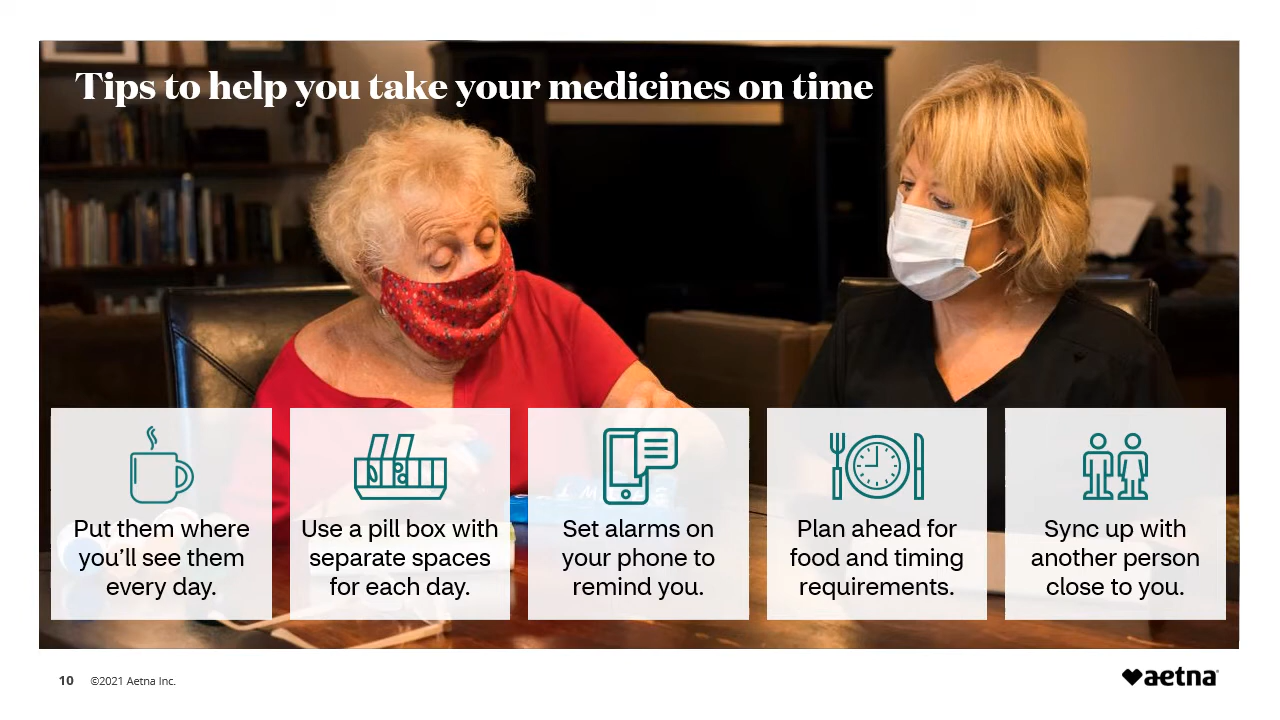 Tips to help you take your medicines on time
Put them where
you’ll see them
every day.
Use a pill box with
separate spaces
for each day.
Set alarms on
your phone to
remind you.
Plan ahead for
food and timing
requirements.
Sync up with
another person
close to you.
10 ©2021 Aetna Inc.
aetna